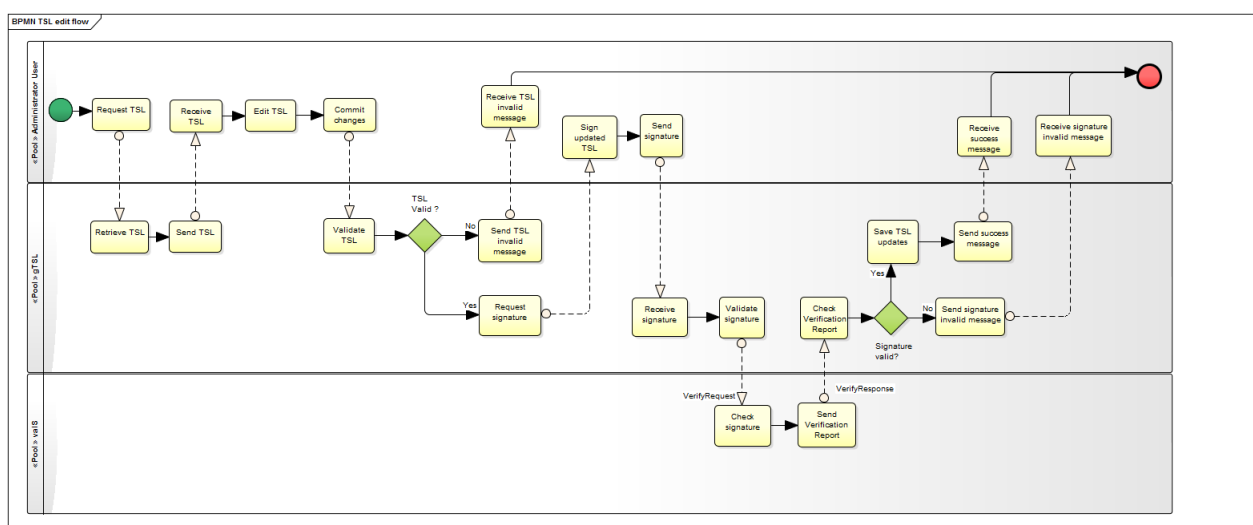 BPMN TSL edit flow
«Pool» Administrator User
Request TSL
Receive
TSL
Edit TSL
Commit
changes
Receive TSL
invalid
message
Sign
updated
TSL
Send
signature
Receive
success
message
Receive signature
invalid message
«Pool» gTSL
Retrieve TSL
Send TSL
Validate
TSL
TSL
Valid ?
No
Send TSL
invalid
message
Yes
Request
signature
Receive
signature
Validate
signature
Check
Verification
Report
Save TSL
updates
Send success
message
Yes
No
Send signature
invalid message
Signature
valid?
«Pool» valS
VerifyRequest
VerifyResponse
Check
signature
Send
Verification
Report